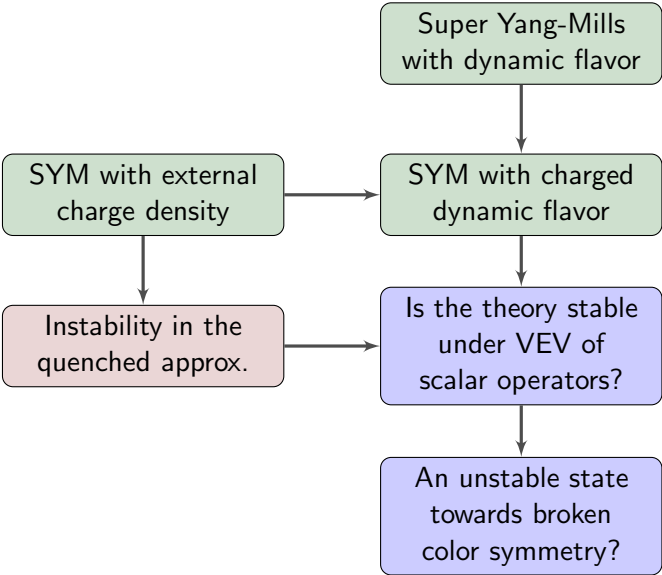 Super Yang-Mills
with dynamic flavor
SYM with external
charge density
SYM with charged
dynamic flavor
Instability in the
quenched approx.
Is the theory stable
under VEV of
scalar operators?
An unstable state
towards broken
color symmetry?